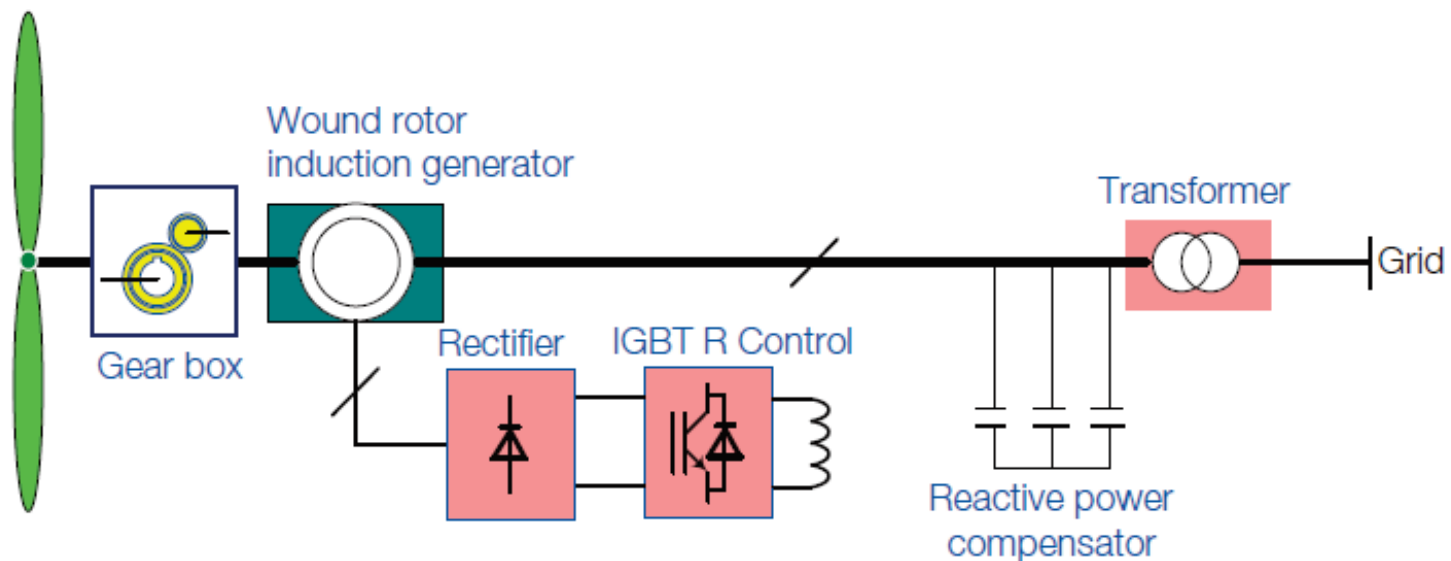 Wound rotor
induction generator
Transformer
Grid
Rectifier
IGBT R Control
Gear box
Reactive power
compensator